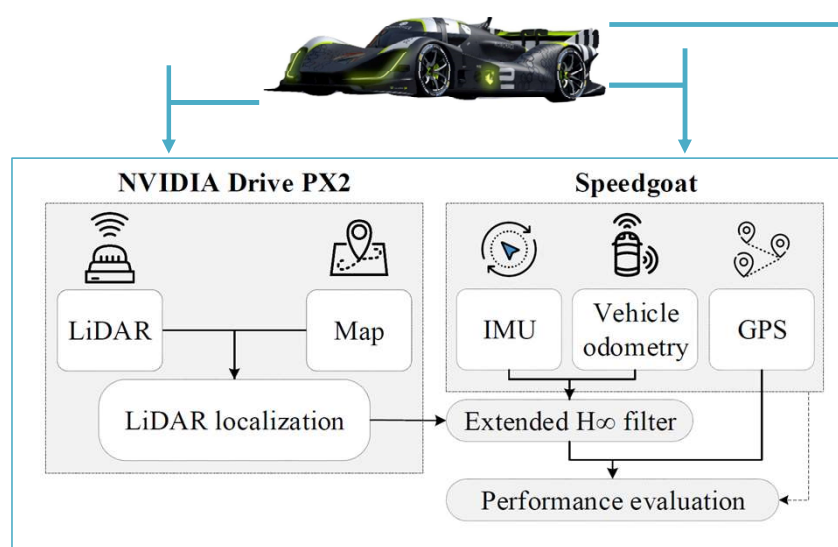 NVIDIA Drive PX2
Speedgoat
LiDAR
Map
IMU
Vehicle
odometry
GPS
LiDAR localization
Extended H∞ filter
Performance evaluation